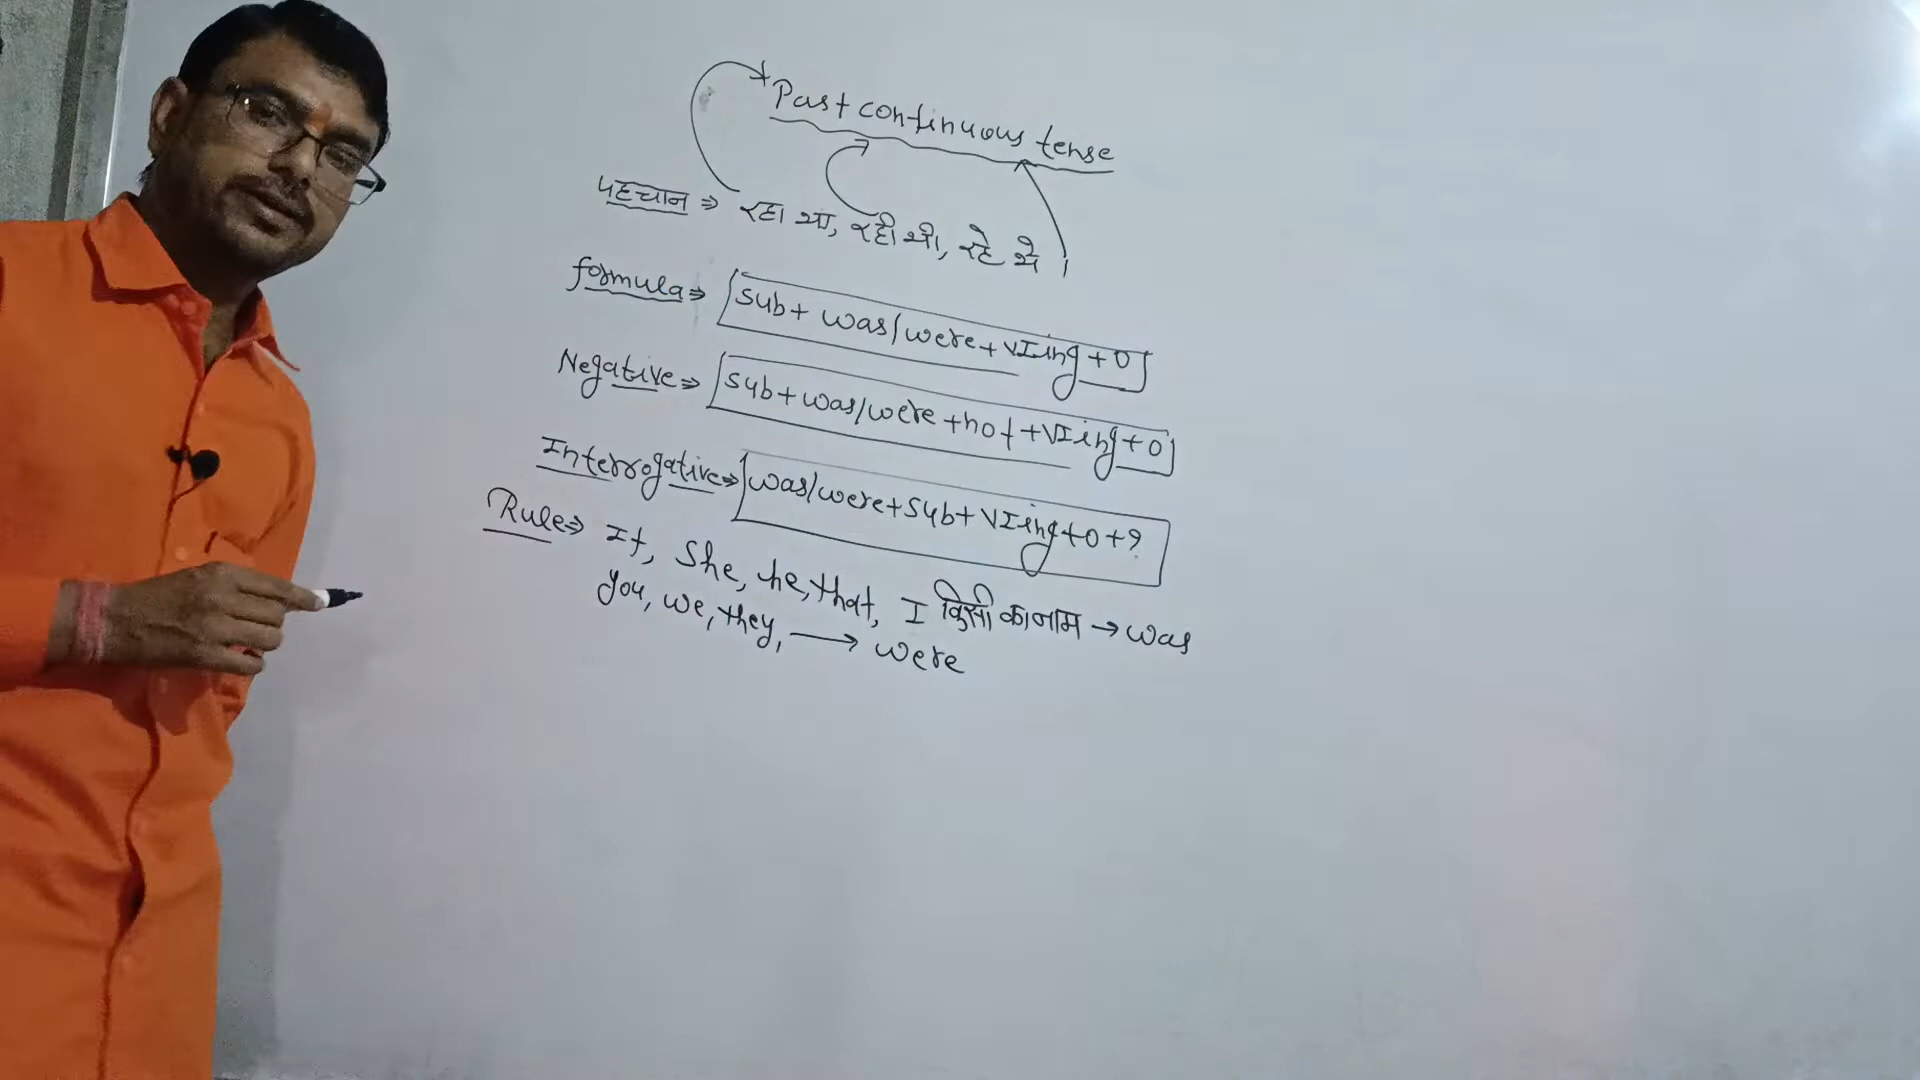 Past continuous tense
पहचान ⇒ रहा था, रही थी, रहे थे।
formula ⇒ Sub + was/were + VIing + O
Negative ⇒ Sub + was/were + not + VIing + O
Interrogative ⇒ was/were + Sub + VIing + O + ?
Rule ⇒ It, She, he, that, I किसी का नाम → was
you, we, they, → were